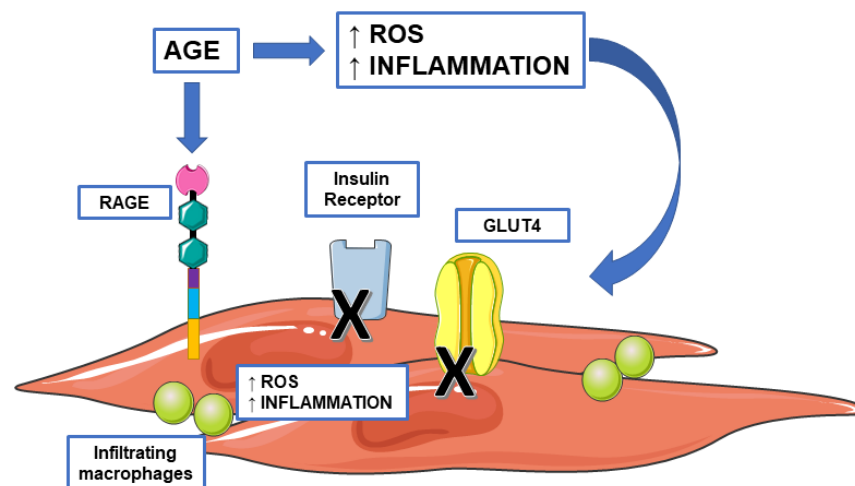 AGE
↑ ROS
↑ INFLAMMATION
RAGE
Insulin
Receptor
GLUT4
X
X
↑ ROS
↑ INFLAMMATION
Infiltrating
macrophages